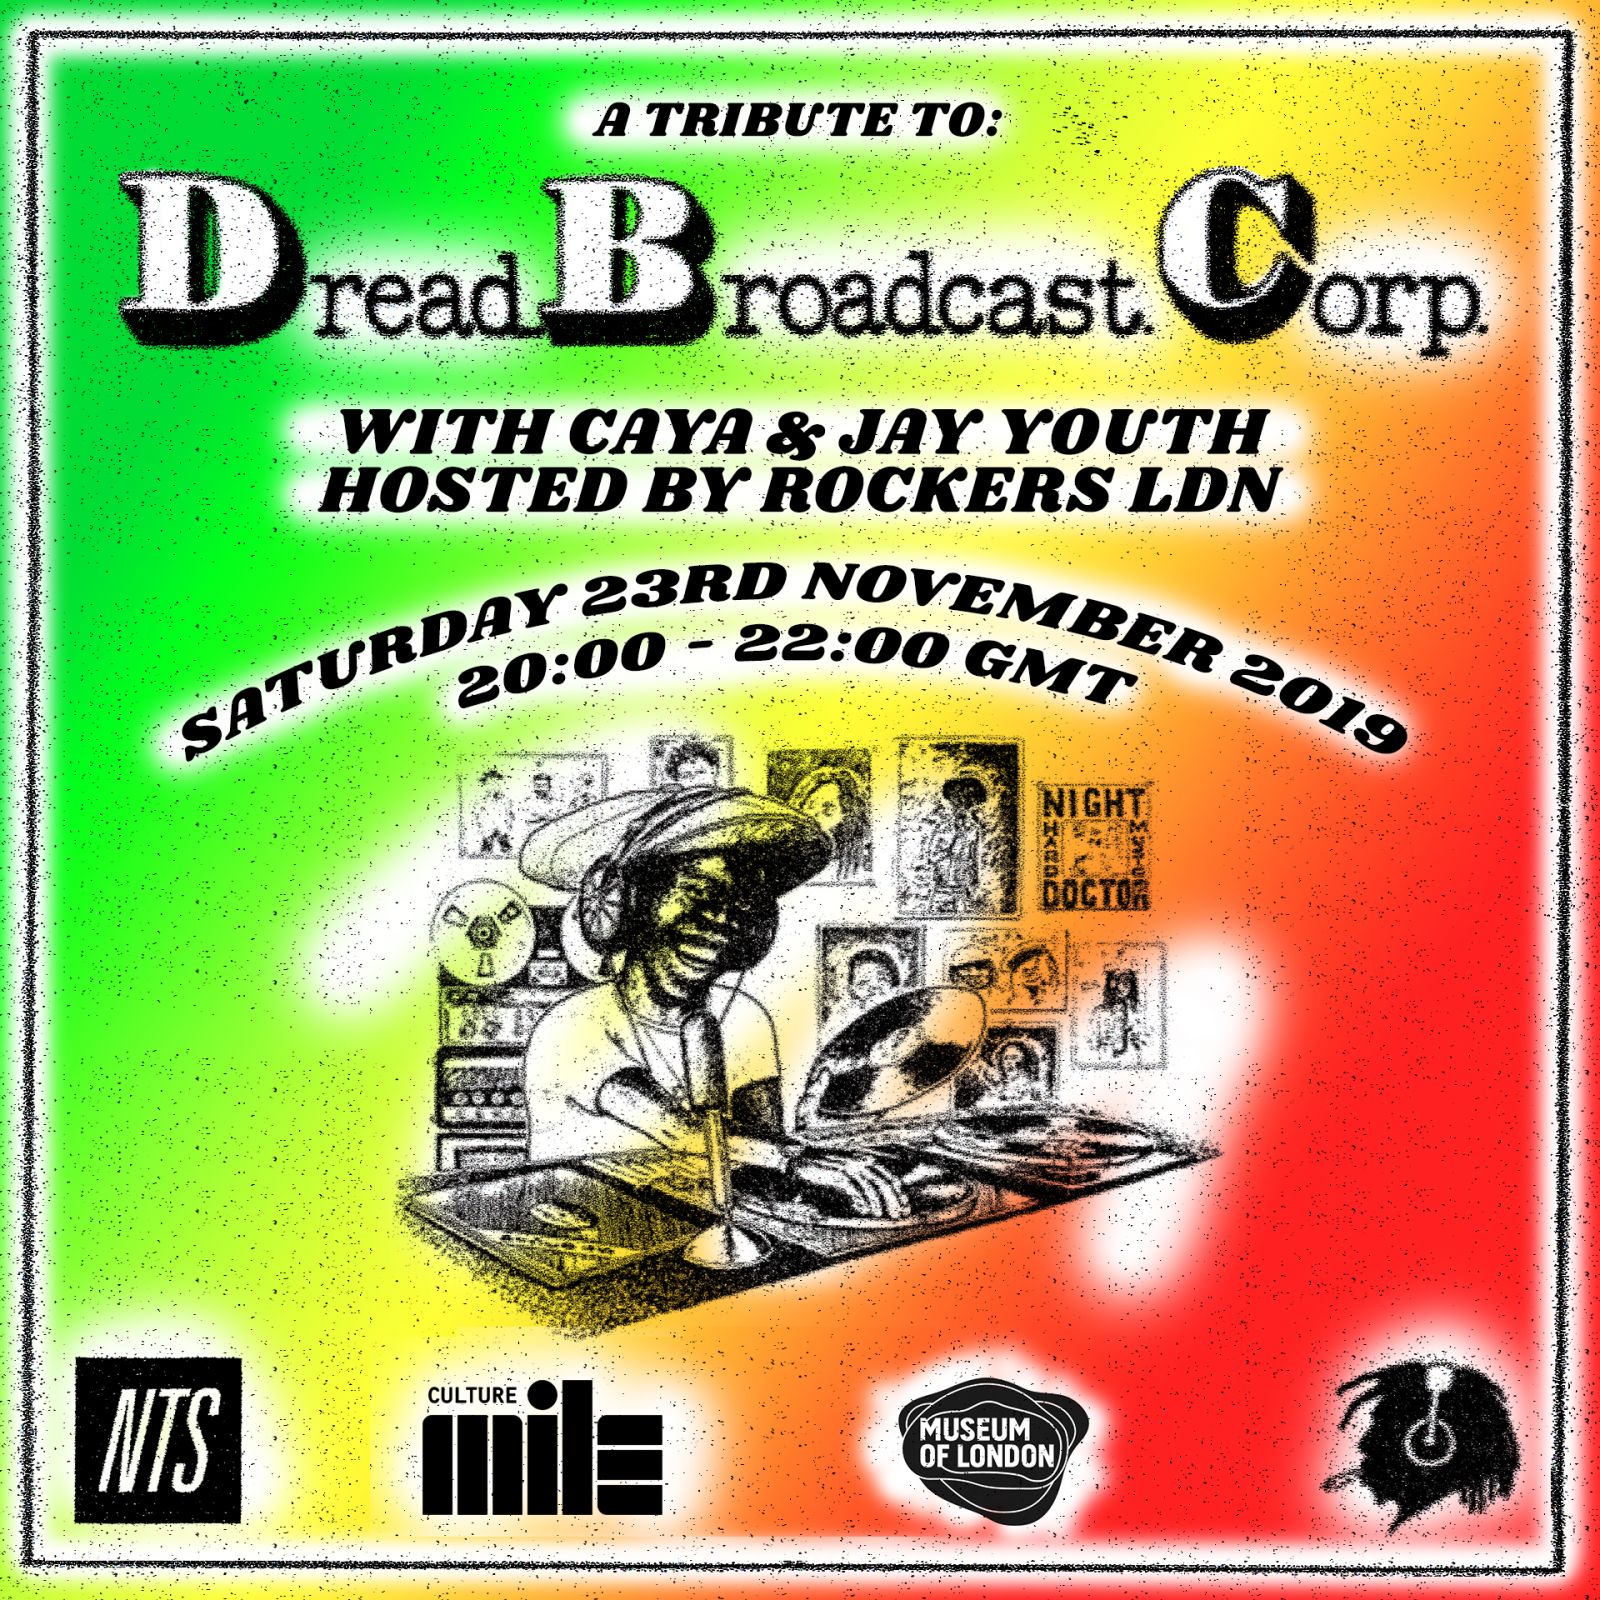 A TRIBUTE TO:
Dread Broadcast. Corp.
WITH CAYA & JAY YOUTH
HOSTED BY ROCKERS LDN
SATURDAY 23RD NOVEMBER 2019
20:00 - 22:00 GMT
NIGHT
DOCTOR
D B
NTS
CULTURE
mile
MUSEUM
OF LONDON